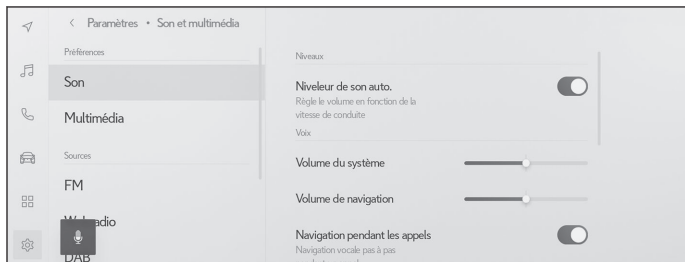 Paramètres • Son et multimédia
Préférences
Son
Multimédia
Sources
FM
DAB
Niveaux
Niveleur de son auto.
Règle le volume en fonction de la
vitesse de conduite
Voix
Volume du système
Volume de navigation
Navigation pendant les appels
Navigation vocale pas à pas